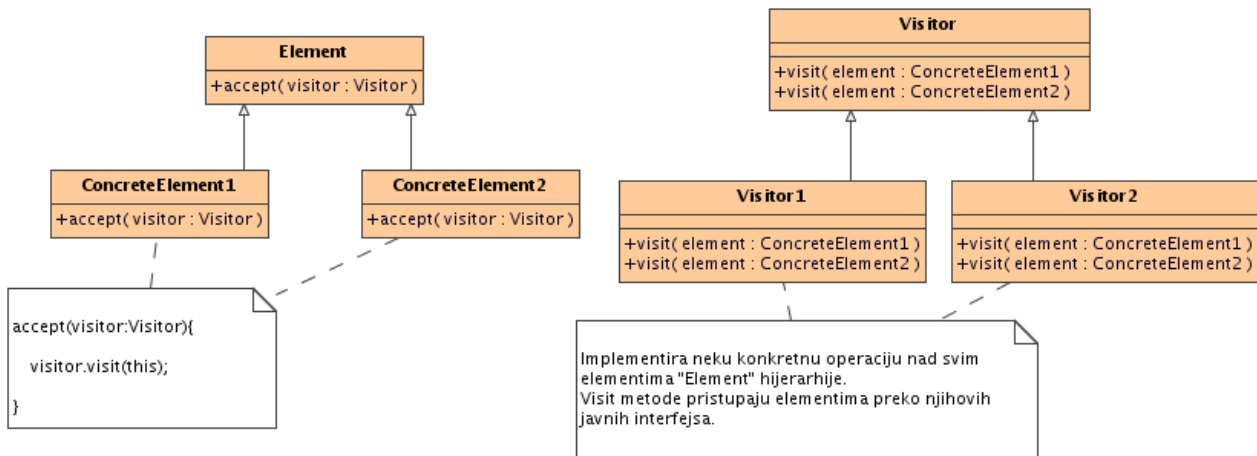 Element
+accept( visitor : Visitor )
ConcreteElement1
+accept( visitor : Visitor )
ConcreteElement2
+accept( visitor : Visitor )
accept(visitor:Visitor){
visitor.visit(this);
}
Visitor
+visit( element : ConcreteElement1 )
+visit( element : ConcreteElement2 )
Visitor1
+visit( element : ConcreteElement1 )
+visit( element : ConcreteElement2 )
Visitor2
+visit( element : ConcreteElement1 )
+visit( element : ConcreteElement2 )
Implementira neku konkretnu operaciju nad svim
elementima "Element" hijerarhije.
Visit metode pristupaju elementima preko njihovih
javnih interfejsa.